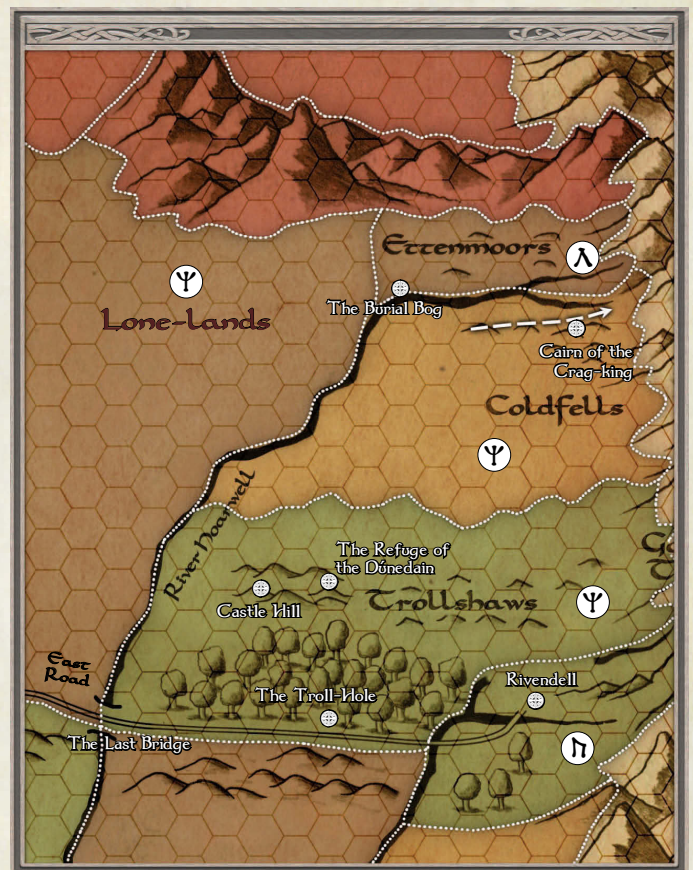 Ettenmoors
Lone-lands
The Burial Bog
Cairn of the
Crag-king
Coldfells
River Hoarwell
The Refuge of
the Dúnedain
Castle Hill
Trollshaws
East
Road
Rivendell
The Troll-Hole
The Last Bridge